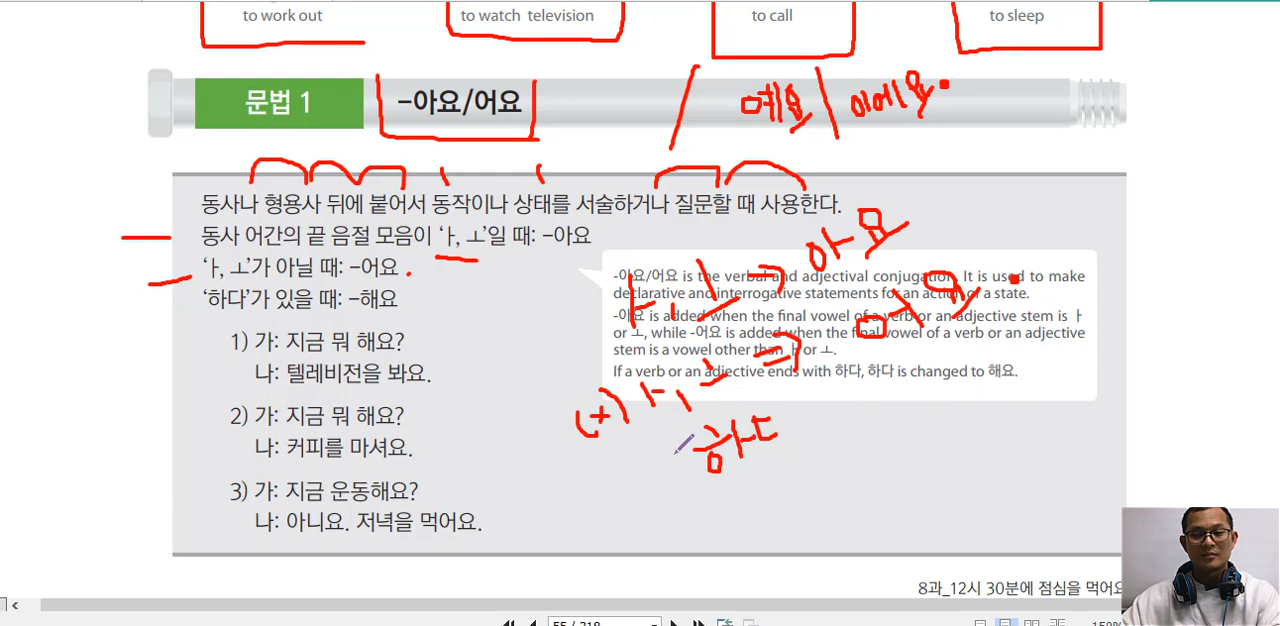 to work out
to watch television
to call
to sleep
문법 1
-아요/어요
예요 / 이에요.
동사나 형용사 뒤에 붙어서 동작이나 상태를 서술하거나 질문할 때 사용한다.
동사 어간의 끝 음절 모음이 ‘ㅏ, ㅗ’일 때: -아요
‘ㅏ, ㅗ’가 아닐 때: -어요
‘하다’가 있을 때: -해요
-아요/어요 is the verbal and adjectival conjugation. It is used to make
declarative and interrogative statements for an action of a state.
-아요 is added when the final vowel of a verb or an adjective stem is ㅏ
or ㅗ, while -어요 is added when the final vowel of a verb or an adjective
stem is a vowel other than ㅏ or ㅗ.
If a verb or an adjective ends with 하다, 하다 is changed to 해요.
ㅏ, ㅗ ⇒ 아요
(+) ㅏ, ㅗ ⇒ 어요.
1) 가: 지금 뭐 해요?
나: 텔레비전을 봐요.
2) 가: 지금 뭐 해요?
나: 커피를 마셔요.
3) 가: 지금 운동해요?
나: 아니요. 저녁을 먹어요.
8과_12시 30분에 점심을 먹어요
55 / 218
150%